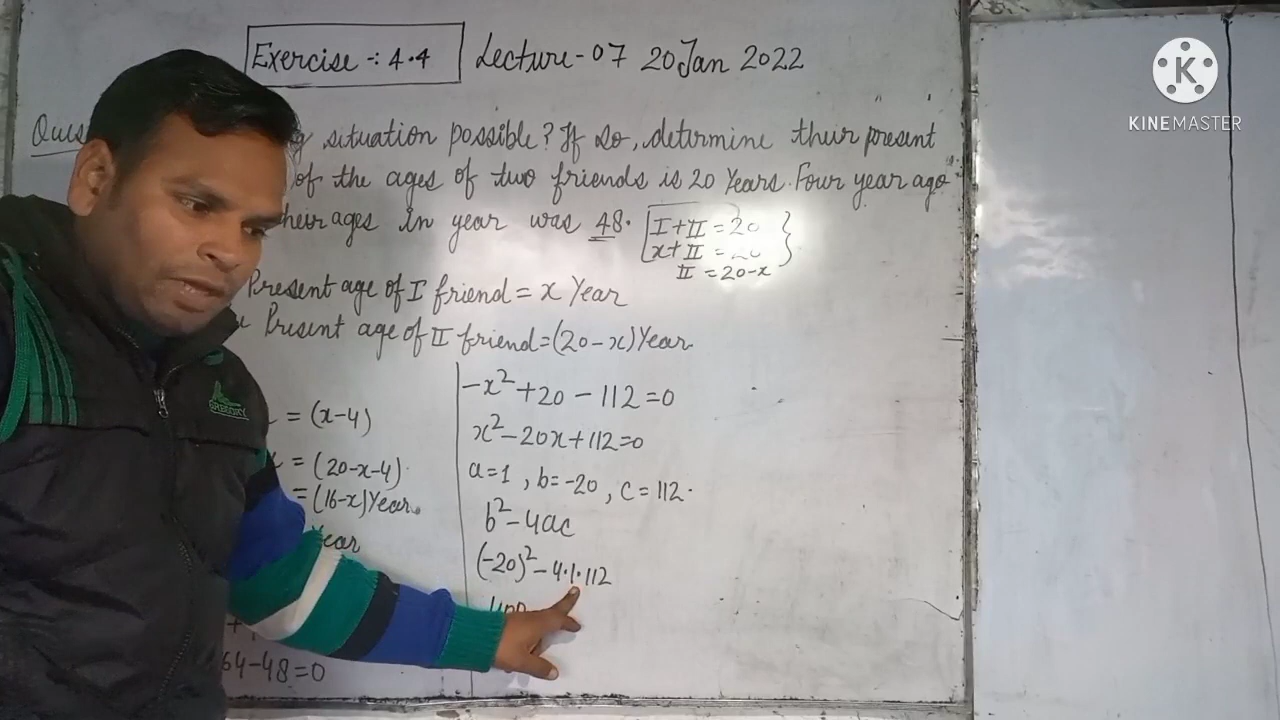 Exercise -: 4.4 Lecture-07 20 Jan 2022
situation possible? If so, determine their present
of the ages of two friends is 20 Years. Four year ago
their ages in year was 48.
I+II = 20
x+II =
II = 20-x
Present age of I friend = x Year
Present age of II friend = (20-x) Year
= (x-4)
= (20-x-4)
= (16-x) Year
Year
64-48=0
-x²+20-112=0
x²-20x+112=0
a=1, b=-20, c=112.
b²-4ac
(-20)²-4.1.112
GREGORY
KINEMASTER